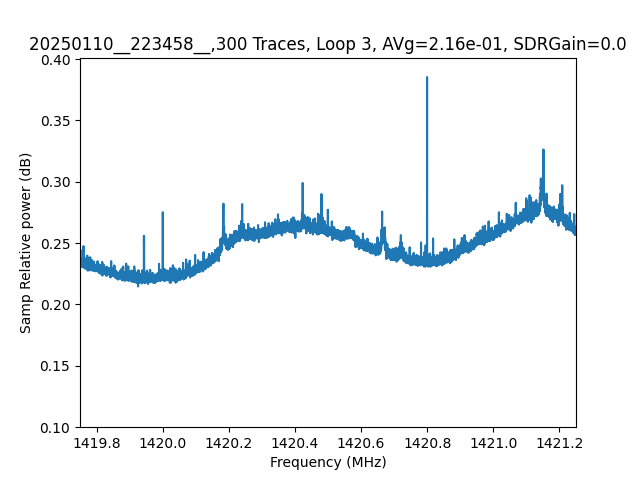 20250110__223458__,300 Traces, Loop 3, AVg=2.16e-01, SDRGain=0.0
0.40
0.35
0.30
0.25
0.20
0.15
0.10
Samp Relative power (dB)
1419.8 1420.0 1420.2 1420.4 1420.6 1420.8 1421.0 1421.2
Frequency (MHz)